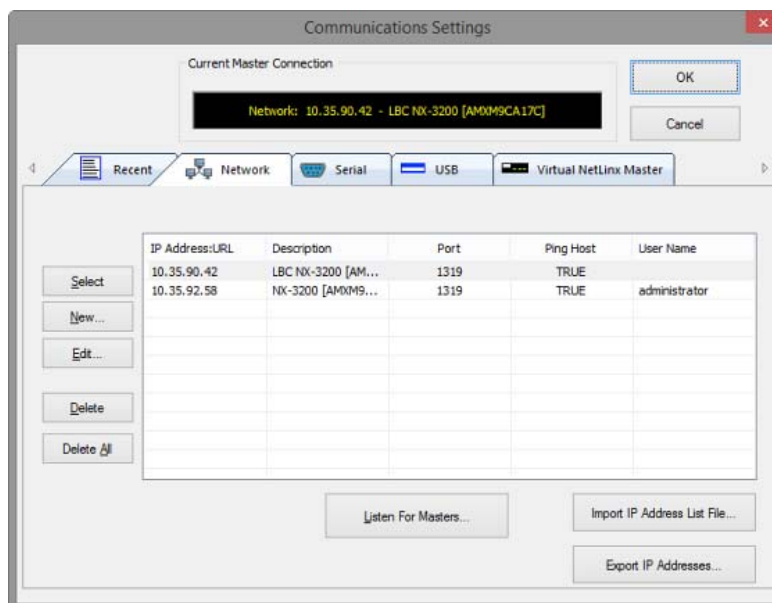 Communications Settings
Current Master Connection
Network: 10.35.90.42 - LBC NX-3200 [AMXM9CA17C]
OK
Cancel
Recent
Network
Serial
USB
Virtual NetLinx Master
IP Address:URL Description Port Ping Host User Name
10.35.90.42 LBC NX-3200 [AM... 1319 TRUE
10.35.92.58 NX-3200 [AMXM9... 1319 TRUE administrator
Select
New...
Edit...
Delete
Delete All
Listen For Masters...
Import IP Address List File...
Export IP Addresses...